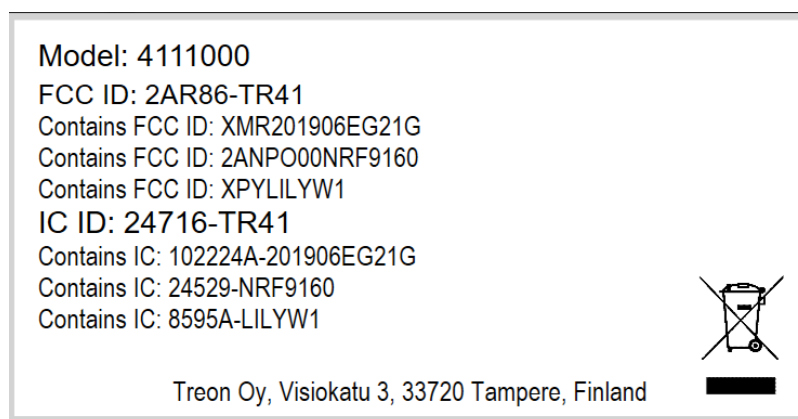 Model: 4111000
FCC ID: 2AR86-TR41
Contains FCC ID: XMR201906EG21G
Contains FCC ID: 2ANPO00NRF9160
Contains FCC ID: XPYLILYW1
IC ID: 24716-TR41
Contains IC: 102224A-201906EG21G
Contains IC: 24529-NRF9160
Contains IC: 8595A-LILYW1
Treon Oy, Visiokatu 3, 33720 Tampere, Finland